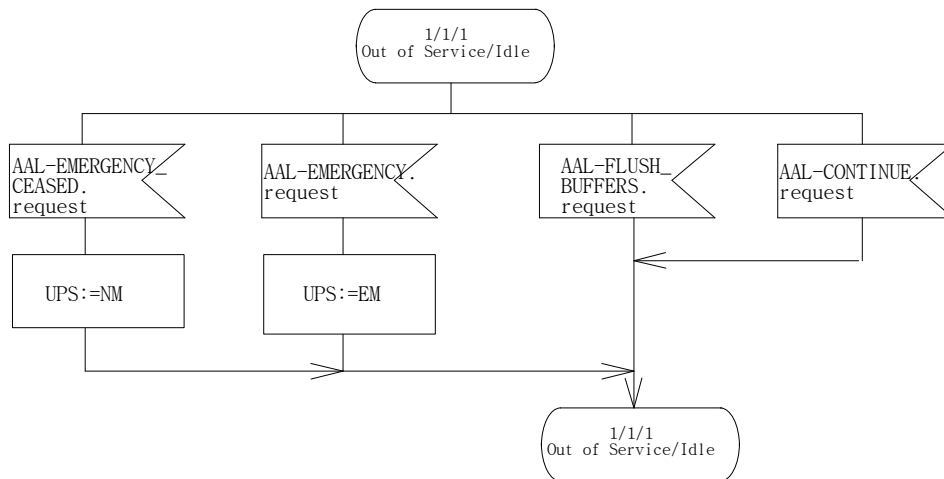 1/1/1
Out of Service/Idle
AAL-EMERGENCY_
CEASED.
request
AAL-EMERGENCY.
request
AAL-FLUSH_
BUFFERS.
request
AAL-CONTINUE.
request
UPS:=NM
UPS:=EM
1/1/1
Out of Service/Idle